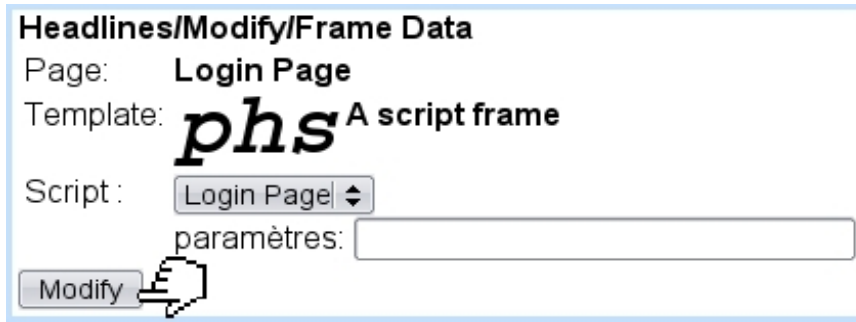 Headlines/Modify/Frame Data
Page: Login Page
Template: phs A script frame
Script : Login Page
paramètres:
Modify